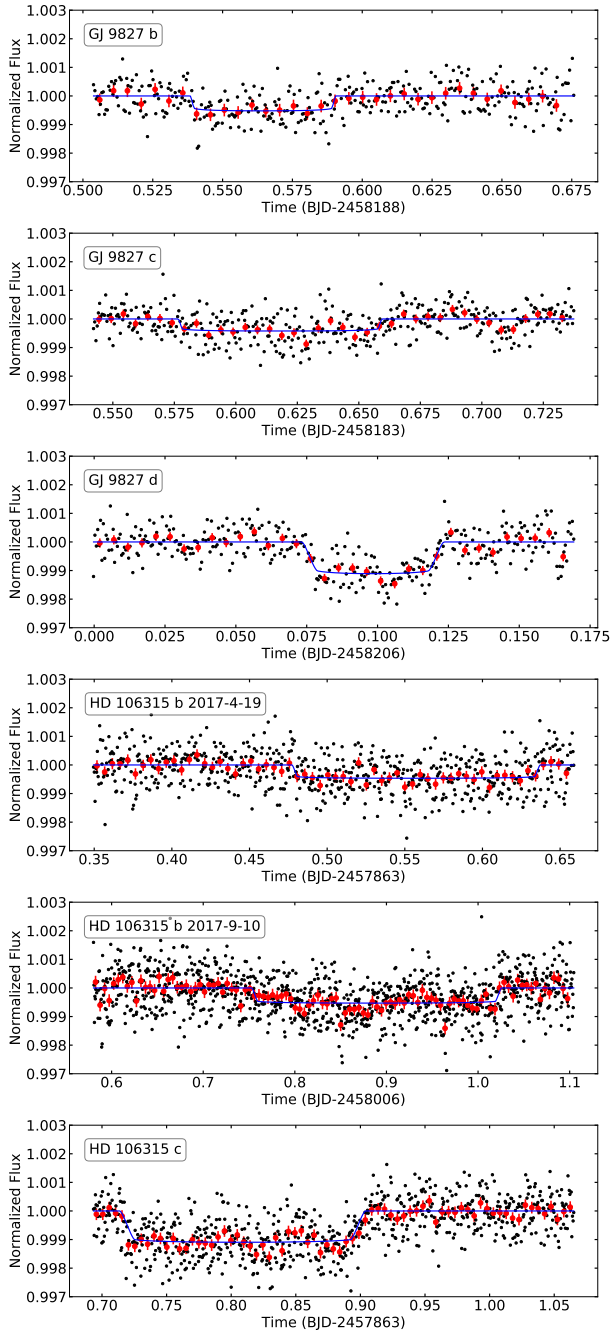 1.003
GJ 9827 b
1.002
1.001
1.000
0.999
0.998
0.997
Normalized Flux
0.500 0.525 0.550 0.575 0.600 0.625 0.650 0.675
Time (BJD-2458188)
1.003
GJ 9827 c
1.002
1.001
1.000
0.999
0.998
0.997
Normalized Flux
0.550 0.575 0.600 0.625 0.650 0.675 0.700 0.725
Time (BJD-2458183)
1.003
GJ 9827 d
1.002
1.001
1.000
0.999
0.998
0.997
Normalized Flux
0.000 0.025 0.050 0.075 0.100 0.125 0.150 0.175
Time (BJD-2458206)
1.003
HD 106315 b 2017-4-19
1.002
1.001
1.000
0.999
0.998
0.997
Normalized Flux
0.35 0.40 0.45 0.50 0.55 0.60 0.65
Time (BJD-2457863)
1.003
HD 106315 b 2017-9-10
1.002
1.001
1.000
0.999
0.998
0.997
Normalized Flux
0.6 0.7 0.8 0.9 1.0 1.1
Time (BJD-2458006)
1.003
HD 106315 c
1.002
1.001
1.000
0.999
0.998
0.997
Normalized Flux
0.70 0.75 0.80 0.85 0.90 0.95 1.00 1.05
Time (BJD-2457863)